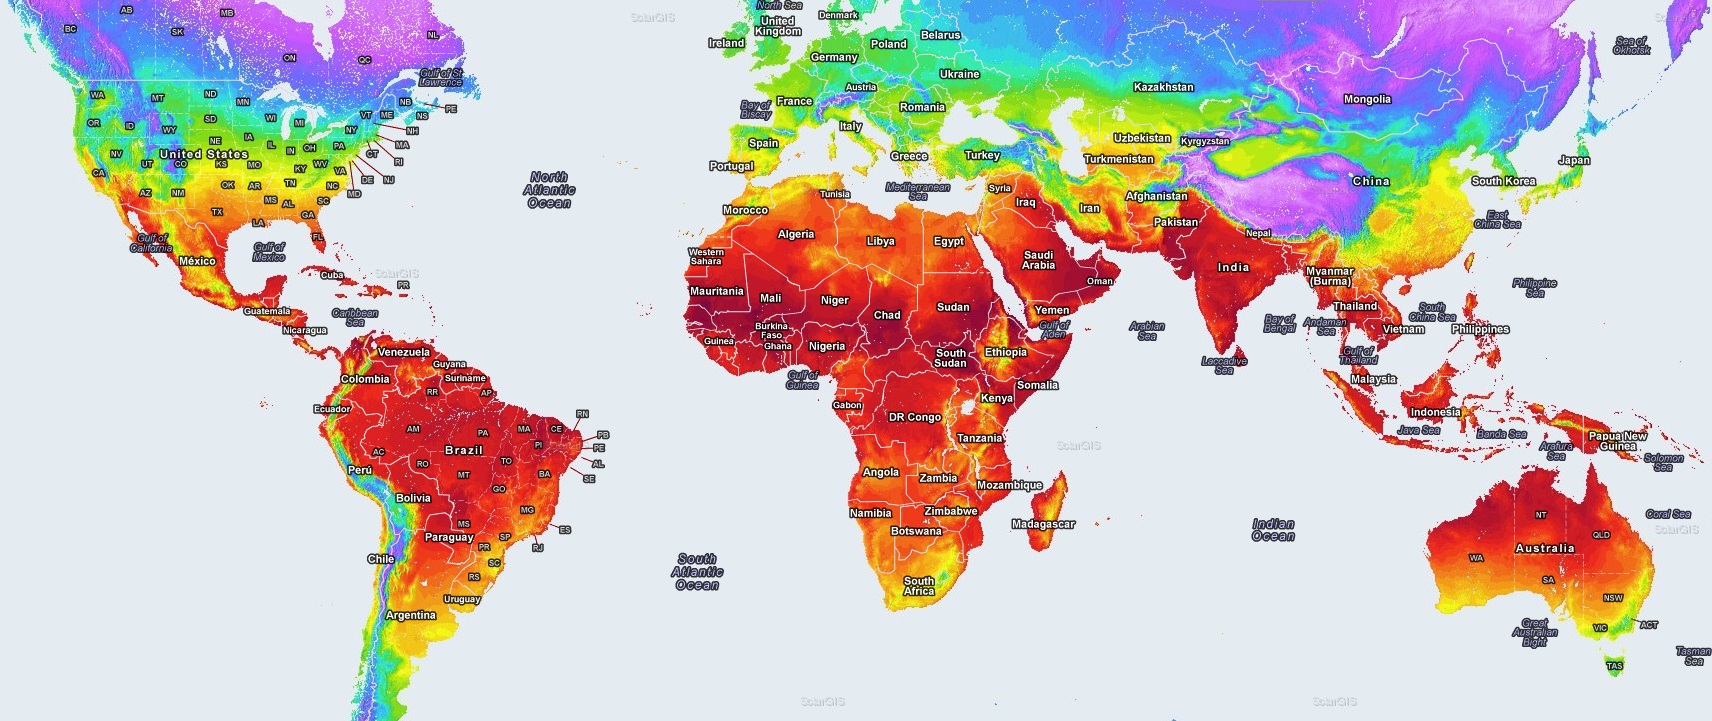 SolarGIS
AB
MB
BC
SK
NL
ON
QC
Gulf of St
Lawrence
WA
MT
ND
MN
NB
PE
OR
ID
SD
WI
MI
VT
ME
NS
WY
NY
NH
NE
IA
MA
NV
United States
IL
IN
OH
PA
CT
RI
UT
CO
KS
MO
KY
WV
VA
DE
NJ
CA
MD
AZ
NM
OK
AR
TN
NC
MS
AL
SC
TX
LA
GA
FL
Gulf of
California
Gulf of
Mexico
México
Cuba
SolarGIS
PR
Guatemala
Caribbean
Sea
Nicaragua
North
Atlantic
Ocean
Venezuela
Guyana
Colombia
Suriname
RR
AP
Ecuador
RN
AM
PA
MA
CE
PB
PI
PE
AC
Brazil
TO
AL
Perú
RO
MT
BA
SE
Bolivia
GO
MG
MS
ES
Paraguay
SP
PR
RJ
Chile
SC
RS
Uruguay
Argentina
South
Atlantic
Ocean
SolarGIS
North Sea
Denmark
United
Kingdom
Ireland
Belarus
Poland
Germany
Ukraine
Austria
France
Bay of
Biscay
Romania
Italy
Spain
Portugal
Greece
Turkey
Mediterranean
Sea
Tunisia
Syria
Iraq
Iran
Morocco
Algeria
Libya
Egypt
Western
Sahara
Saudi
Arabia
Oman
Mauritania
Mali
Niger
Chad
Sudan
Yemen
Gulf of
Aden
Burkina
Faso
Guinea
Ghana
Nigeria
South
Sudan
Ethiopia
Gulf of
Guinea
Somalia
Kenya
Gabon
DR Congo
Tanzania
Angola
Zambia
Mozambique
Namibia
Zimbabwe
Botswana
Madagascar
South
Africa
SolarGIS
Kazakhstan
Mongolia
Sea of
Okhotsk
Uzbekistan
Kyrgyzstan
Turkmenistan
Afghanistan
Pakistan
China
Japan
South Korea
East
China Sea
Nepal
India
Myanmar
(Burma)
Thailand
Vietnam
Philippines
Philippine
Sea
South
China Sea
Arabian
Sea
Bay of
Bengal
Andaman
Sea
Laccadive
Sea
Gulf of
Thailand
Malaysia
Indonesia
Java Sea
Banda Sea
Arafura
Sea
Papua New
Guinea
Solomon
Sea
Coral Sea
SolarGIS
Indian
Ocean
NT
QLD
WA
Australia
SA
NSW
VIC
ACT
Great
Australian
Bight
TAS
Tasman
Sea
SolarGIS